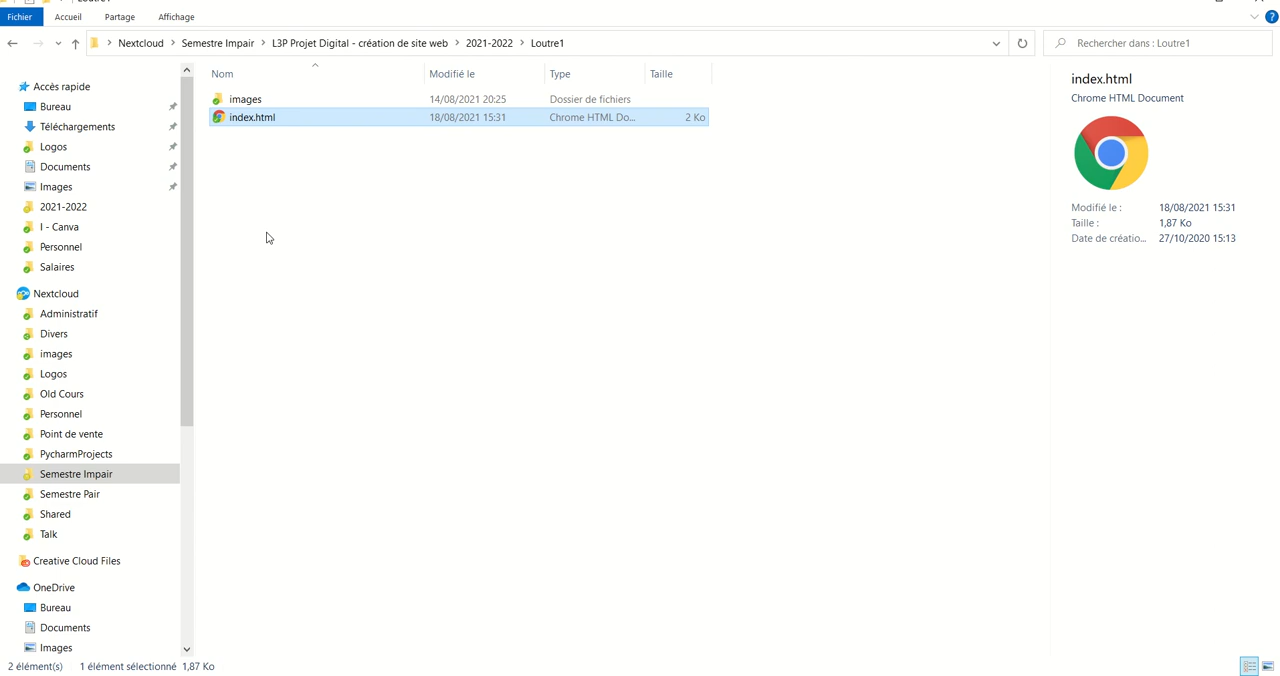 Loutre1
Fichier Accueil Partage Affichage
Nextcloud Semestre Impair L3P Projet Digital - création de site web 2021-2022 Loutre1
Rechercher dans : Loutre1
Nom Modifié le Type Taille
images 14/08/2021 20:25 Dossier de fichiers
index.html 18/08/2021 15:31 Chrome HTML Do... 2 Ko
Accès rapide
Bureau
Téléchargements
Logos
Documents
Images
2021-2022
I - Canva
Personnel
Salaires
Nextcloud
Administratif
Divers
images
Logos
Old Cours
Personnel
Point de vente
PycharmProjects
Semestre Impair
Semestre Pair
Shared
Talk
Creative Cloud Files
OneDrive
Bureau
Documents
Images
index.html
Chrome HTML Document
Modifié le : 18/08/2021 15:31
Taille : 1,87 Ko
Date de créatio... 27/10/2020 15:13
2 élément(s) 1 élément sélectionné 1,87 Ko